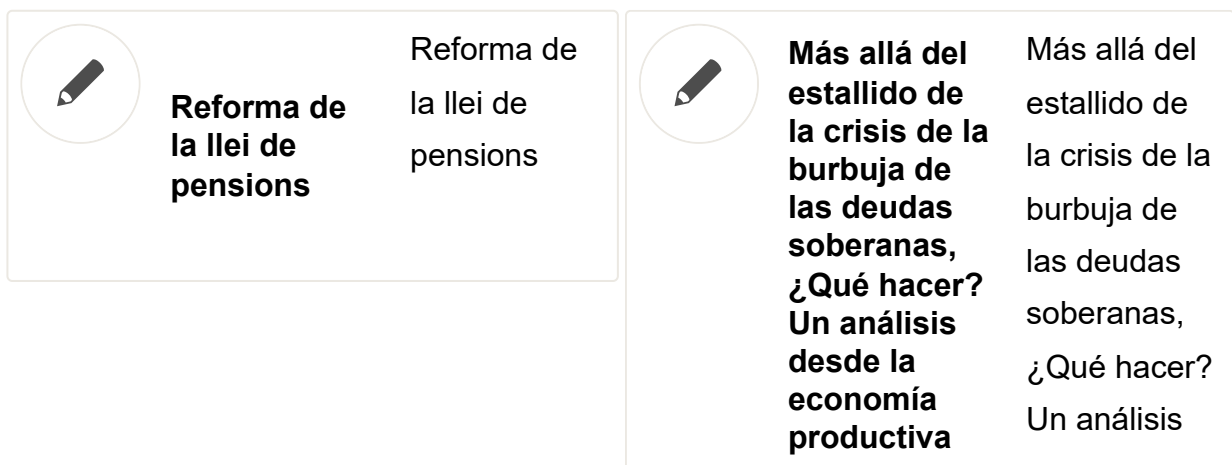 Reforma de
la llei de
pensions
Reforma de
la llei de
pensions
Más allá del
estallido de
la crisis de la
burbuja de
las deudas
soberanas,
¿Qué hacer?
Un análisis
desde la
economía
productiva
Más allá del
estallido de
la crisis de la
burbuja de
las deudas
soberanas,
¿Qué hacer?
Un análisis